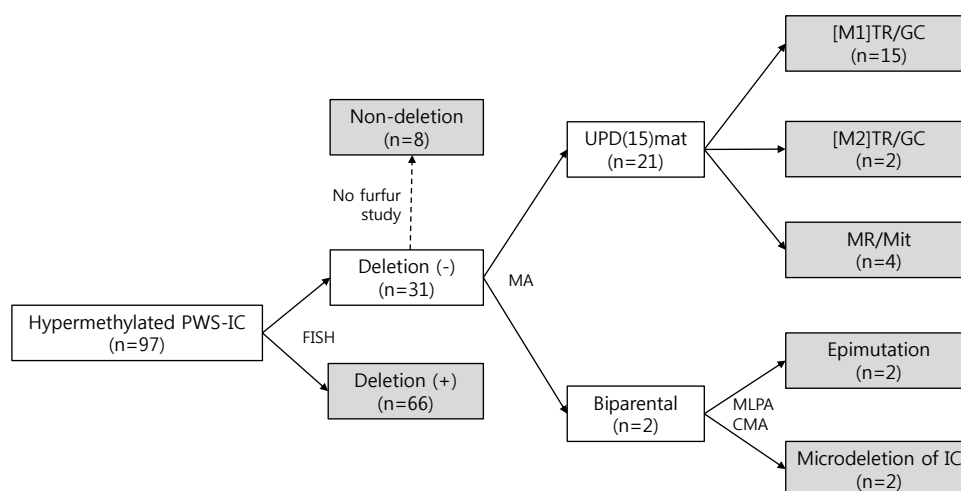 [M1]TR/GC
(n=15)
Non-deletion
(n=8)
UPD(15)mat
(n=21)
[M2]TR/GC
(n=2)
No furfur
study
MR/Mit
(n=4)
Deletion (-)
(n=31)
MA
Hypermethylated PWS-IC
(n=97)
FISH
Deletion (+)
(n=66)
Epimutation
(n=2)
Biparental
(n=2)
MLPA
CMA
Microdeletion of IC
(n=2)